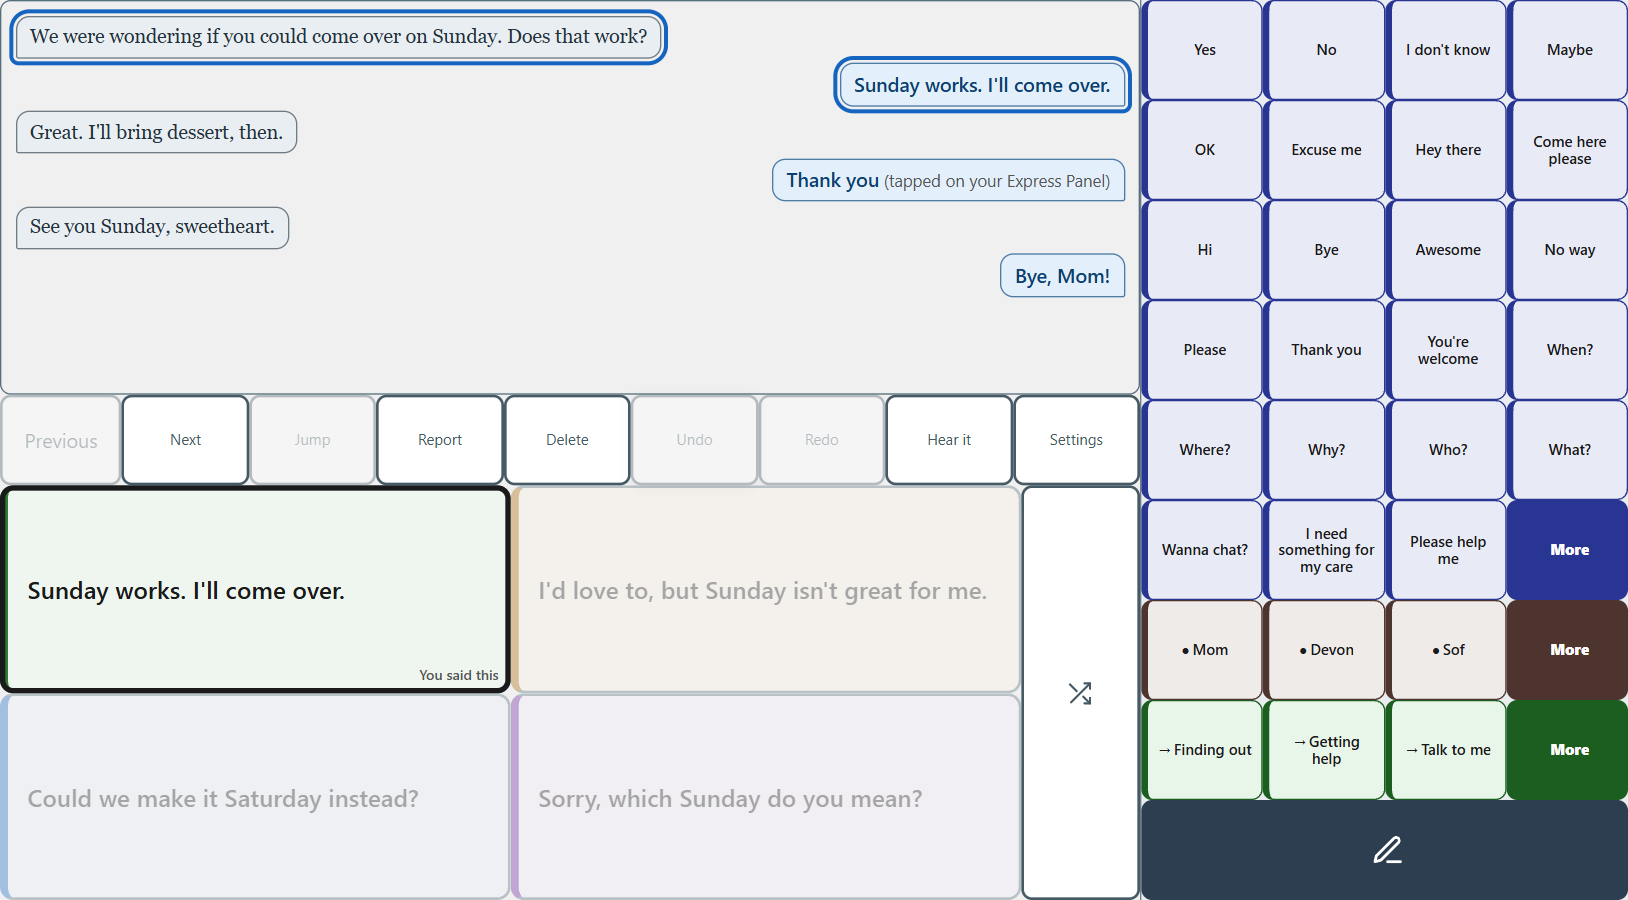 We were wondering if you could come over on Sunday. Does that work?
Sunday works. I'll come over.
Great. I'll bring dessert, then.
Thank you (tapped on your Express Panel)
See you Sunday, sweetheart.
Bye, Mom!
Previous
Next
Jump
Report
Delete
Undo
Redo
Hear it
Settings
Sunday works. I'll come over.
You said this
I'd love to, but Sunday isn't great for me.
Could we make it Saturday instead?
Sorry, which Sunday do you mean?
Yes
No
I don't know
Maybe
OK
Excuse me
Hey there
Come here
please
Hi
Bye
Awesome
No way
Please
Thank you
You're
welcome
When?
Where?
Why?
Who?
What?
Wanna chat?
I need
something for
my care
Please help
me
More
● Mom
● Devon
● Sof
More
→ Finding out
→ Getting
help
→ Talk to me
More